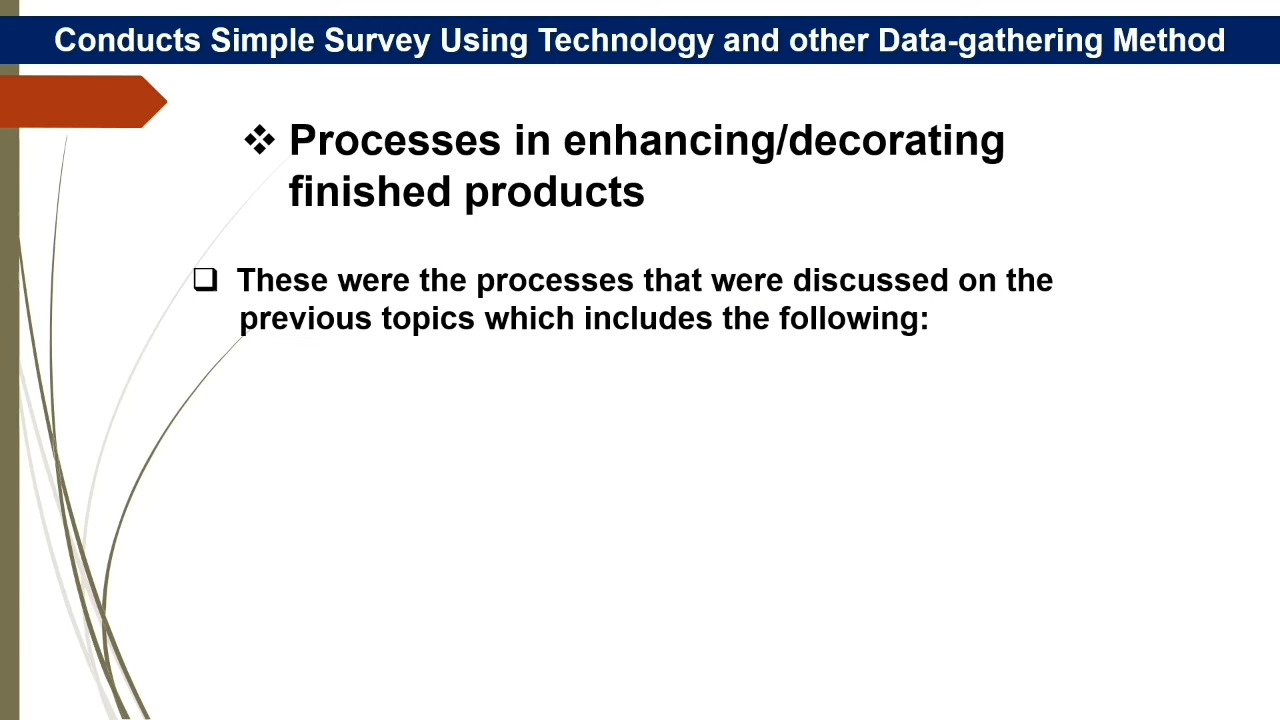 Conducts Simple Survey Using Technology and other Data-gathering Method
❖ Processes in enhancing/decorating
finished products
❑ These were the processes that were discussed on the
previous topics which includes the following: